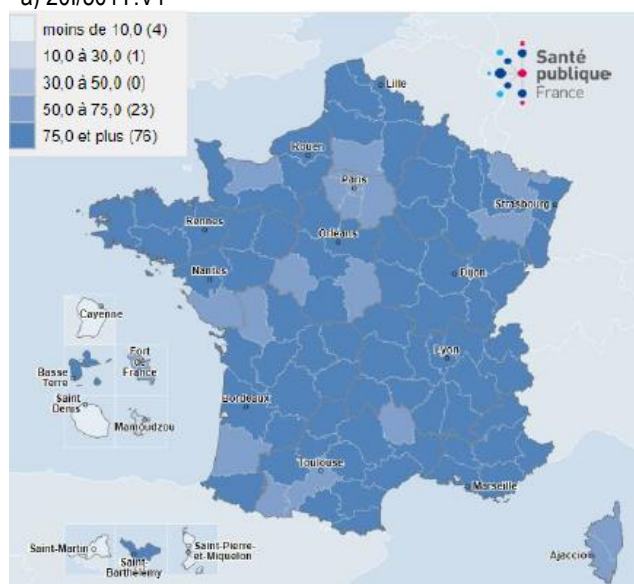 moins de 10,0 (4)
10,0 à 30,0 (1)
30,0 à 50,0 (0)
50,0 à 75,0 (23)
75,0 et plus (76)
Santé
publique
France
Lille
Rouen
Paris
Strasbourg
Rennes
Orléans
Nantes
Dijon
Cayenne
Lyon
Basse
Terre
Fort
de
France
Saint
Denis
Mamoudzou
Bordeaux
Toulouse
Marseille
Saint-Martin
Saint-
Barthélemy
Saint-Pierre-
et-Miquelon
Ajaccio